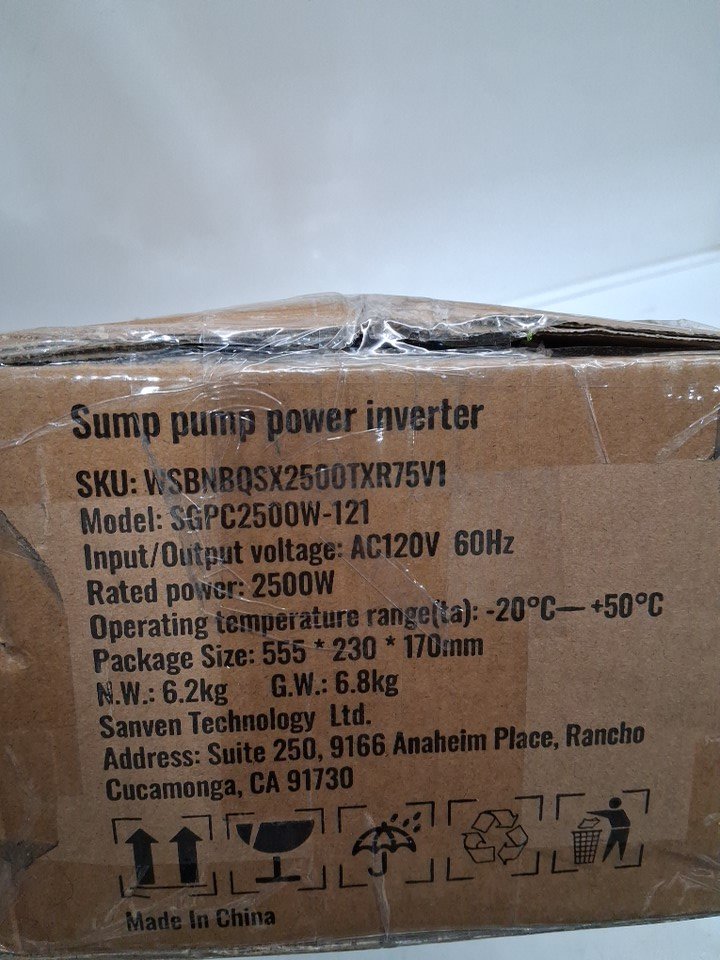 Sump pump power inverter
SKU: WSBNBQSX2500TXR75V1
Model: SGPC2500W-121
Input/Output voltage: AC120V 60Hz
Rated power: 2500W
Operating temperature range(ta): -20°C— +50°C
Package Size: 555 * 230 * 170mm
N.W.: 6.2kg G.W.: 6.8kg
Sanven Technology Ltd.
Address: Suite 250, 9166 Anaheim Place, Rancho
Cucamonga, CA 91730
Made In China